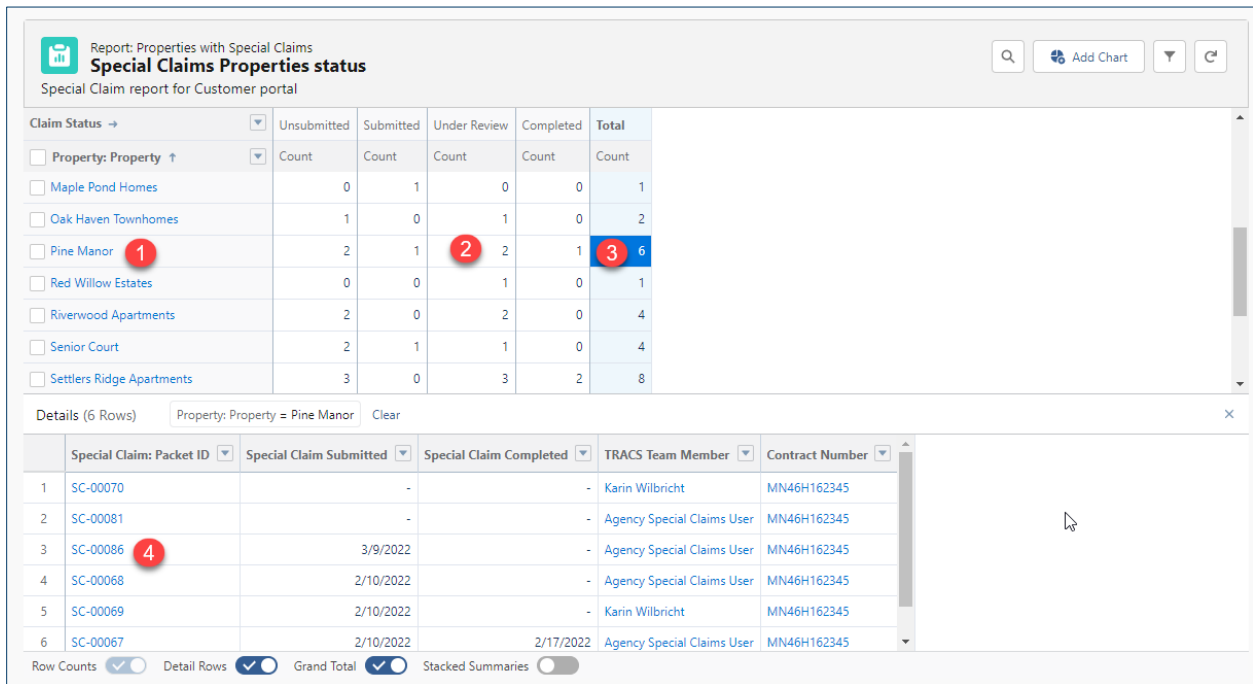 Report: Properties with Special Claims
Special Claims Properties status
Special Claim report for Customer portal
Add Chart
Claim Status → Unsubmitted Submitted Under Review Completed Total
Property: Property ↑ Count Count Count Count Count
Maple Pond Homes 0 1 0 0 1
Oak Haven Townhomes 1 0 1 0 2
Pine Manor 1 2 1 2 2 1 3 6
Red Willow Estates 0 0 1 0 1
Riverwood Apartments 2 0 2 0 4
Senior Court 2 1 1 0 4
Settlers Ridge Apartments 3 0 3 2 8
Details (6 Rows) Property: Property = Pine Manor Clear
Special Claim: Packet ID Special Claim Submitted Special Claim Completed TRACS Team Member Contract Number
1 SC-00070 - - Karin Wilbricht MN46H162345
2 SC-00081 - - Agency Special Claims User MN46H162345
3 SC-00086 4 3/9/2022 - Agency Special Claims User MN46H162345
4 SC-00068 2/10/2022 - Agency Special Claims User MN46H162345
5 SC-00069 2/10/2022 - Karin Wilbricht MN46H162345
6 SC-00067 2/10/2022 2/17/2022 Agency Special Claims User MN46H162345
Row Counts Detail Rows Grand Total Stacked Summaries